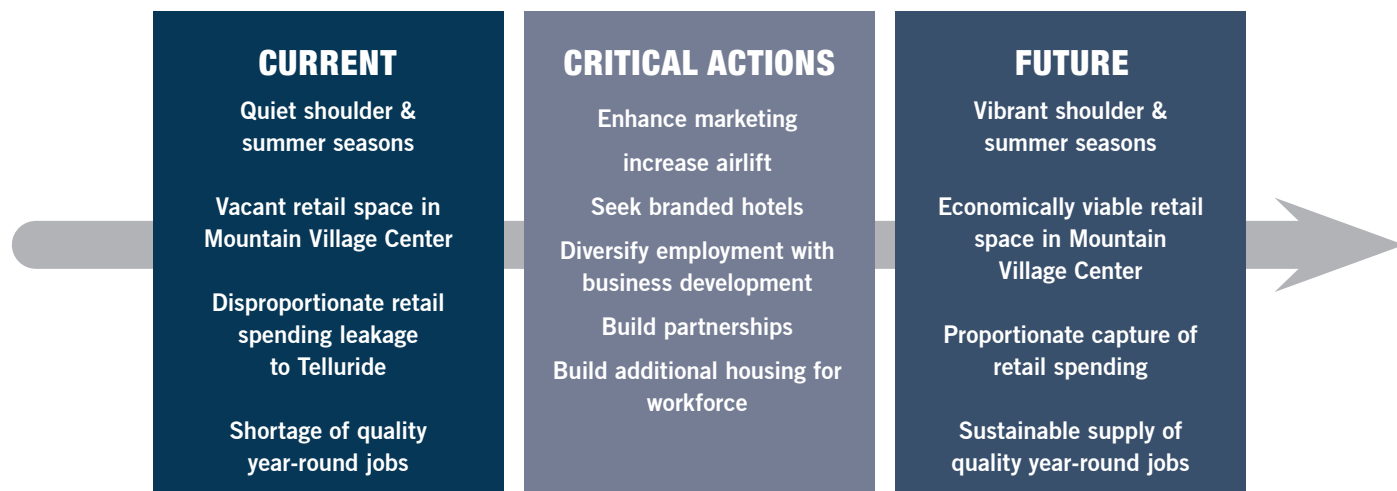 CURRENT
Quiet shoulder &
summer seasons
Vacant retail space in
Mountain Village Center
Disproportionate retail
spending leakage
to Telluride
Shortage of quality
year-round jobs
CRITICAL ACTIONS
Enhance marketing
increase airlift
Seek branded hotels
Diversify employment with
business development
Build partnerships
Build additional housing for
workforce
FUTURE
Vibrant shoulder &
summer seasons
Economically viable retail
space in Mountain
Village Center
Proportionate capture of
retail spending
Sustainable supply of
quality year-round jobs